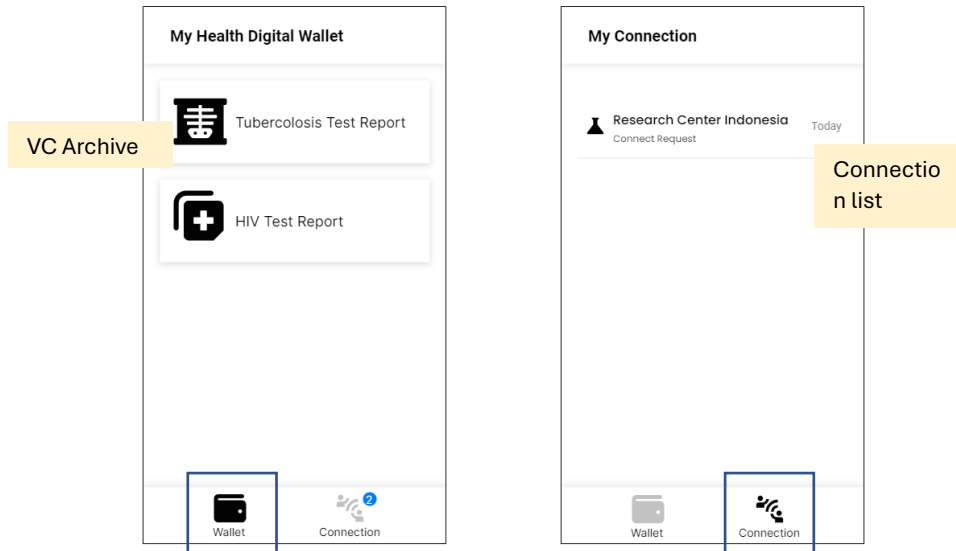 My Health Digital Wallet
Tubercolosis Test Report
VC Archive
HIV Test Report
2
Wallet
Connection
My Connection
Research Center Indonesia
Today
Connect Request
Connectio
n list
Wallet
Connection